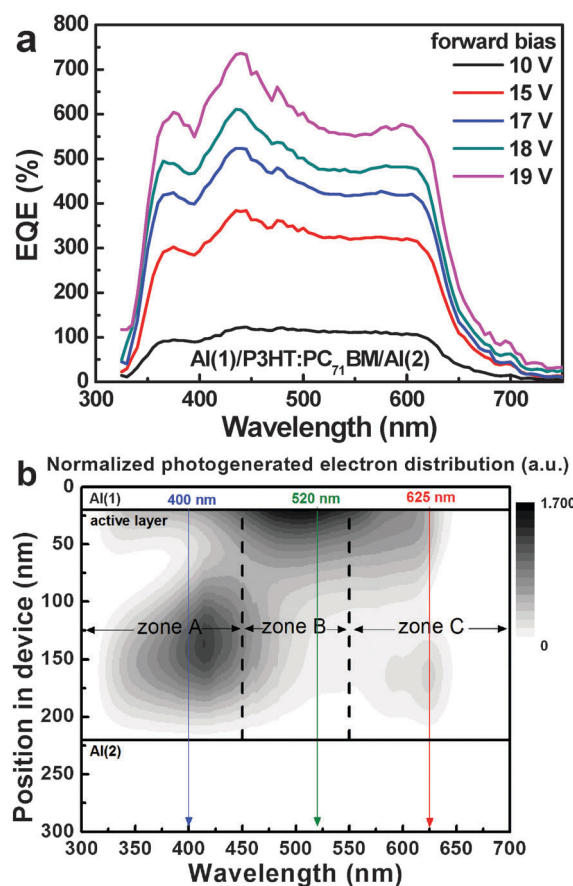 a
forward bias
10 V
15 V
17 V
18 V
19 V
800
700
600
500
400
300
200
100
0
EQE (%)
Al(1)/P3HT:PC71BM/Al(2)
300 400 500 600 700
Wavelength (nm)
b Normalized photogenerated electron distribution (a.u.)
0
50
100
150
200
250
300
Position in device (nm)
Al(1) 400 nm 520 nm 625 nm
active layer
1.700
0
zone A zone B zone C
Al(2)
300 350 400 450 500 550 600 650 700
Wavelength (nm)